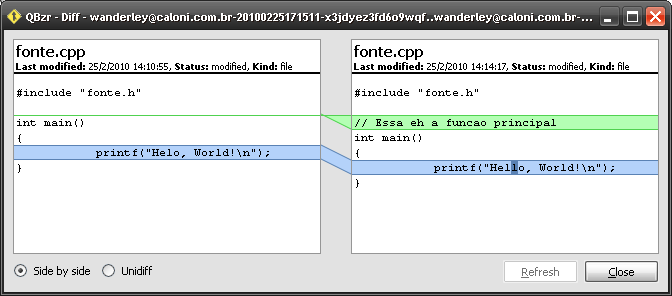 QBzr - Diff - wanderley@caloni.com.br-20100225171511-x3jdyez3fd6o9wqf..wanderley@caloni.com.br-...
fonte.cpp
Last modified: 25/2/2010 14:10:55, Status: modified, Kind: file
#include "fonte.h"
int main()
{
printf("Helo, World!\n");
}
fonte.cpp
Last modified: 25/2/2010 14:14:17, Status: modified, Kind: file
#include "fonte.h"
// Essa eh a funcao principal
int main()
{
printf("Hello, World!\n");
}
Side by side
Unidiff
Refresh
Close